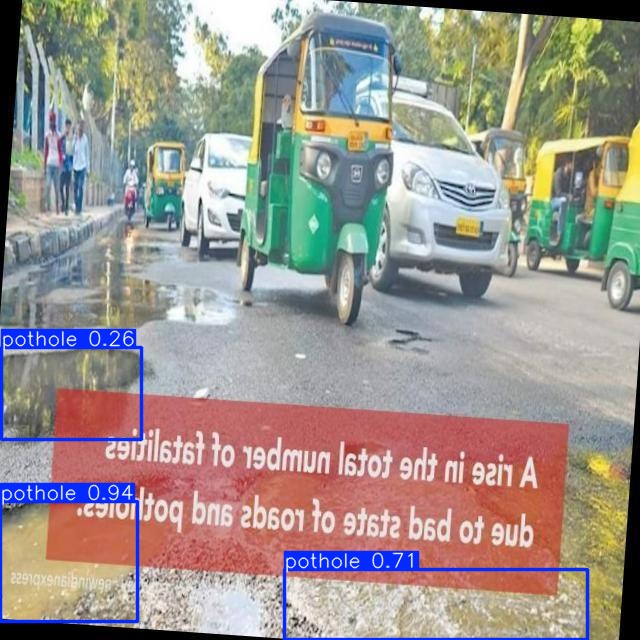 pothole 0.26
A rise in the total number of fatalities
due to bad state of roads and potholes.
pothole 0.94
pothole 0.71
newindianexpress